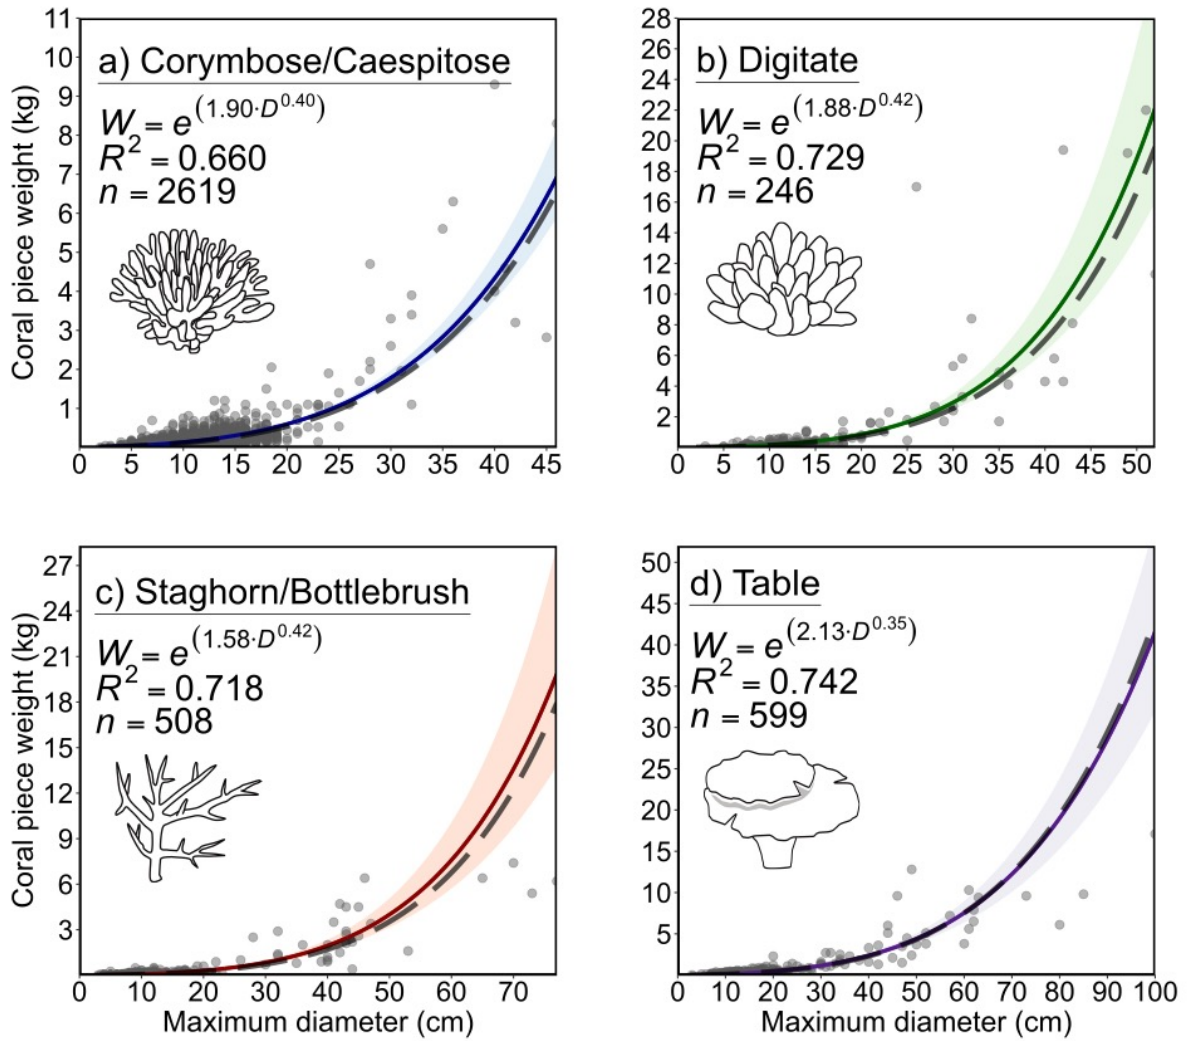 a) Corymbose/Caespitose
W = e^(1.90·D^0.40)
R² = 0.660
n = 2619
Coral piece weight (kg)
11
10
9
8
7
6
5
4
3
2
1
0 5 10 15 20 25 30 35 40 45
b) Digitate
W = e^(1.88·D^0.42)
R² = 0.729
n = 246
28
26
24
22
20
18
16
14
12
10
8
6
4
2
0 5 10 15 20 25 30 35 40 45 50
c) Staghorn/Bottlebrush
W = e^(1.58·D^0.42)
R² = 0.718
n = 508
Coral piece weight (kg)
27
24
21
18
15
12
9
6
3
0 10 20 30 40 50 60 70
Maximum diameter (cm)
d) Table
W = e^(2.13·D^0.35)
R² = 0.742
n = 599
50
45
40
35
30
25
20
15
10
5
0 10 20 30 40 50 60 70 80 90 100
Maximum diameter (cm)